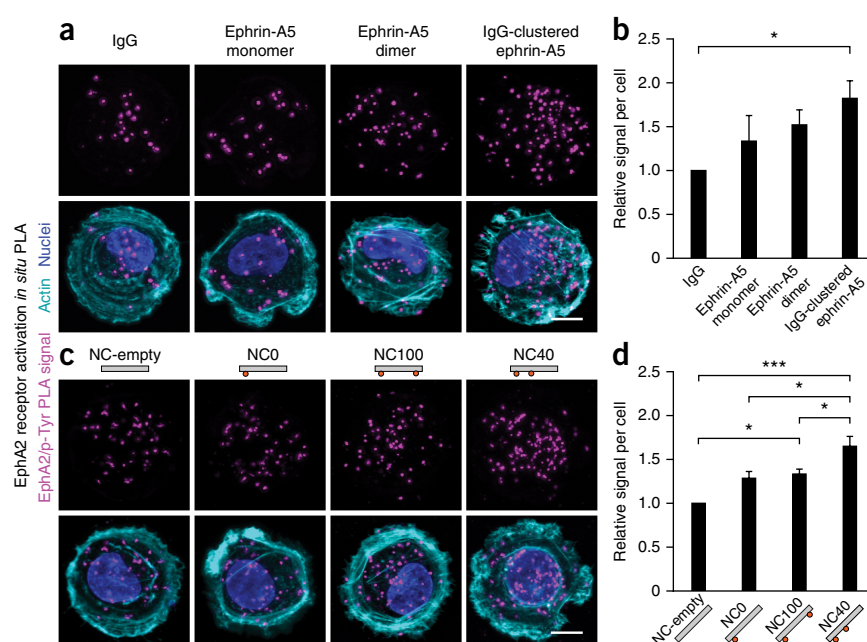 a
IgG
Ephrin-A5
monomer
Ephrin-A5
dimer
IgG-clustered
ephrin-A5
EphA2 receptor activation in situ PLA
EphA2/p-Tyr PLA signal Actin Nuclei
b
2.5
2.0
1.5
1.0
0.5
0
Relative signal per cell
*
IgG
Ephrin-A5
monomer
Ephrin-A5
dimer
IgG-clustered
ephrin-A5
c
NC-empty
NC0
NC100
NC40
d
2.5
2.0
1.5
1.0
0.5
0
Relative signal per cell
***
*
*
*
NC-empty
NC0
NC100
NC40